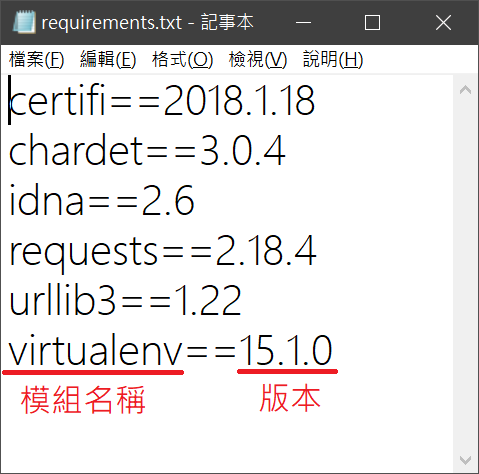 requirements.txt - 記事本
檔案(F) 編輯(E) 格式(O) 檢視(V) 說明(H)
certifi==2018.1.18
chardet==3.0.4
idna==2.6
requests==2.18.4
urllib3==1.22
virtualenv==15.1.0
模組名稱 版本